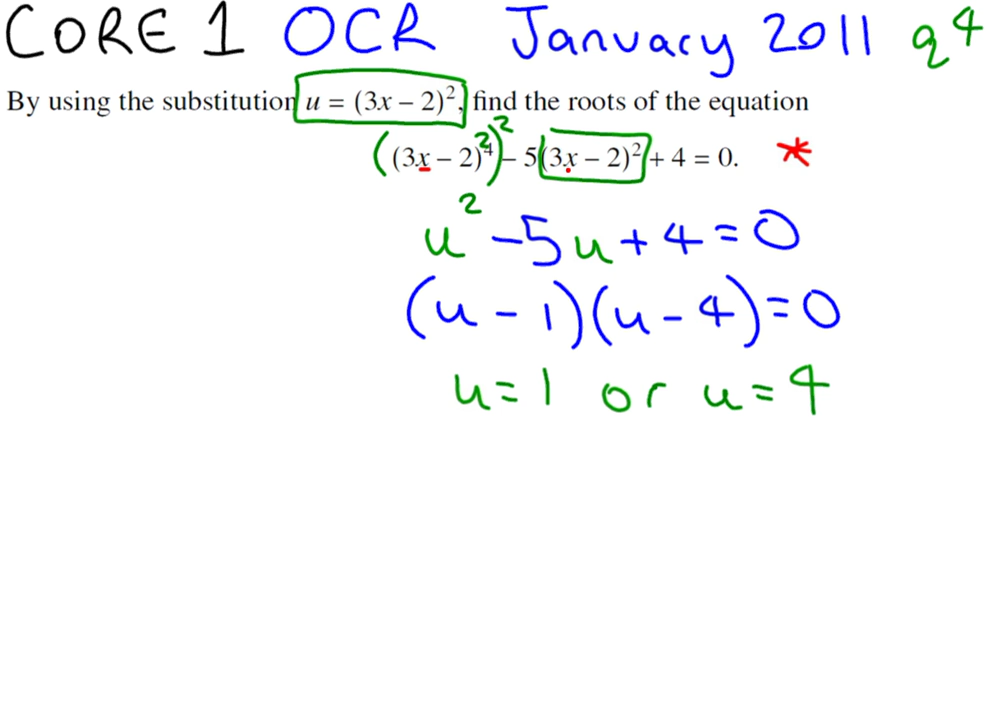 CORE 1 OCR January 2011 q4
By using the substitution u = (3x − 2)², find the roots of the equation
((3x − 2)²⁴)² − 5(3x − 2)² + 4 = 0. *
u² − 5u + 4 = 0
(u − 1)(u − 4) = 0
u = 1 or u = 4